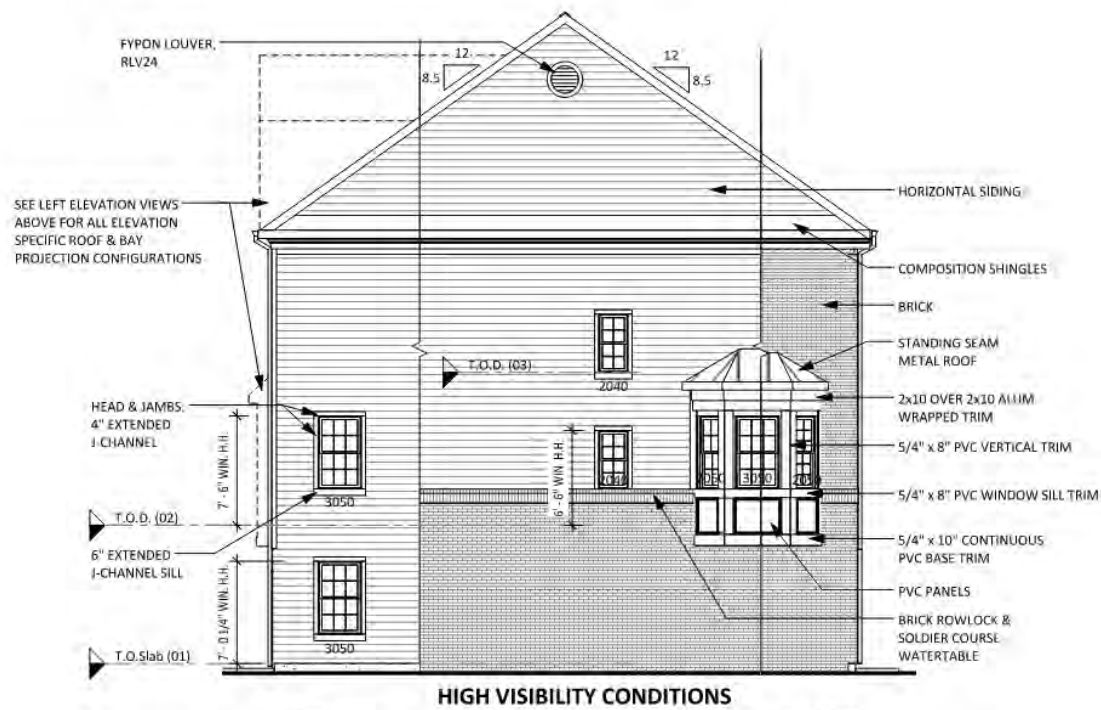 FYPON LOUVER,
RLV24
12
8.5
12
8.5
SEE LEFT ELEVATION VIEWS
ABOVE FOR ALL ELEVATION
SPECIFIC ROOF & BAY
PROJECTION CONFIGURATIONS
HORIZONTAL SIDING
COMPOSITION SHINGLES
BRICK
STANDING SEAM
METAL ROOF
T.O.D. (03)
2040
2x10 OVER 2x10 ALUM
WRAPPED TRIM
HEAD & JAMBS:
4" EXTENDED
J-CHANNEL
7' - 6" WIN. H.H.
6' - 6" WIN. H.H.
5/4" x 8" PVC VERTICAL TRIM
2040
3050
3050
5/4" x 8" PVC WINDOW SILL TRIM
T.O.D. (02)
6" EXTENDED
J-CHANNEL SILL
5/4" x 10" CONTINUOUS
PVC BASE TRIM
PVC PANELS
7' - 0 1/4" WIN. H.H.
BRICK ROWLOCK &
SOLDIER COURSE
WATERTABLE
3050
T.O.Slab (01)
HIGH VISIBILITY CONDITIONS